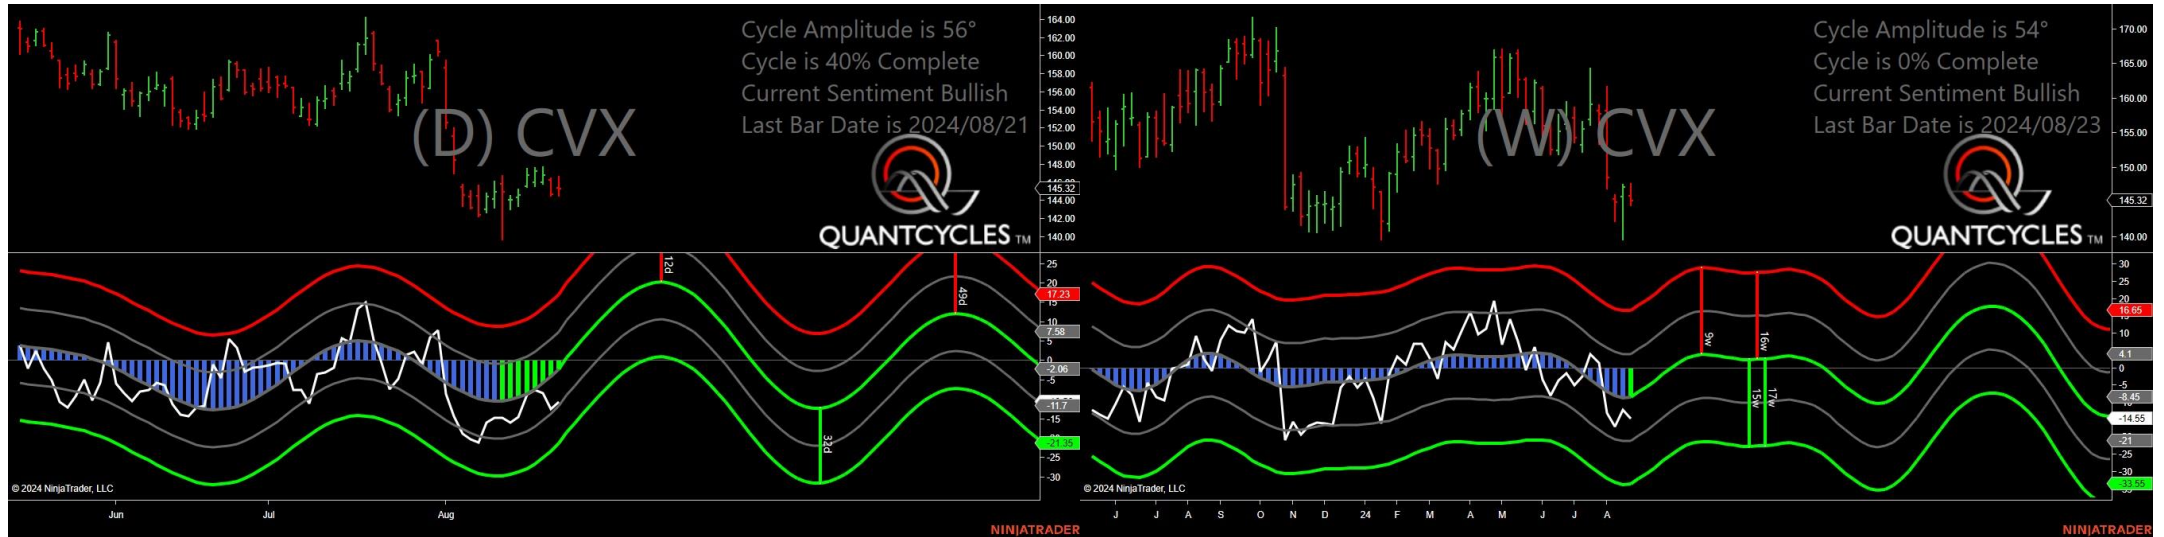 Cycle Amplitude is 56°
Cycle is 40% Complete
Current Sentiment Bullish
Last Bar Date is 2024/08/21
(D) CVX
QUANTCYCLES TM
164.00
162.00
160.00
158.00
156.00
154.00
152.00
150.00
148.00
145.32
144.00
142.00
140.00
12d
49d
32d
25
20
17.23
15
10
7.58
5
0
-2.06
-5
-11.7
-21.35
-25
-30
© 2024 NinjaTrader, LLC
Jun
Jul
Aug
NINJATRADER
Cycle Amplitude is 54°
Cycle is 0% Complete
Current Sentiment Bullish
Last Bar Date is 2024/08/23
(W) CVX
QUANTCYCLES TM
170.00
165.00
160.00
155.00
150.00
145.32
140.00
9w
16w
15w
17w
30
25
20
16.65
10
4.1
0
-5
-8.45
-14.55
-21
-25
-30
-33.55
© 2024 NinjaTrader, LLC
J J A S O N D 24 F M A M J J A
NINJATRADER